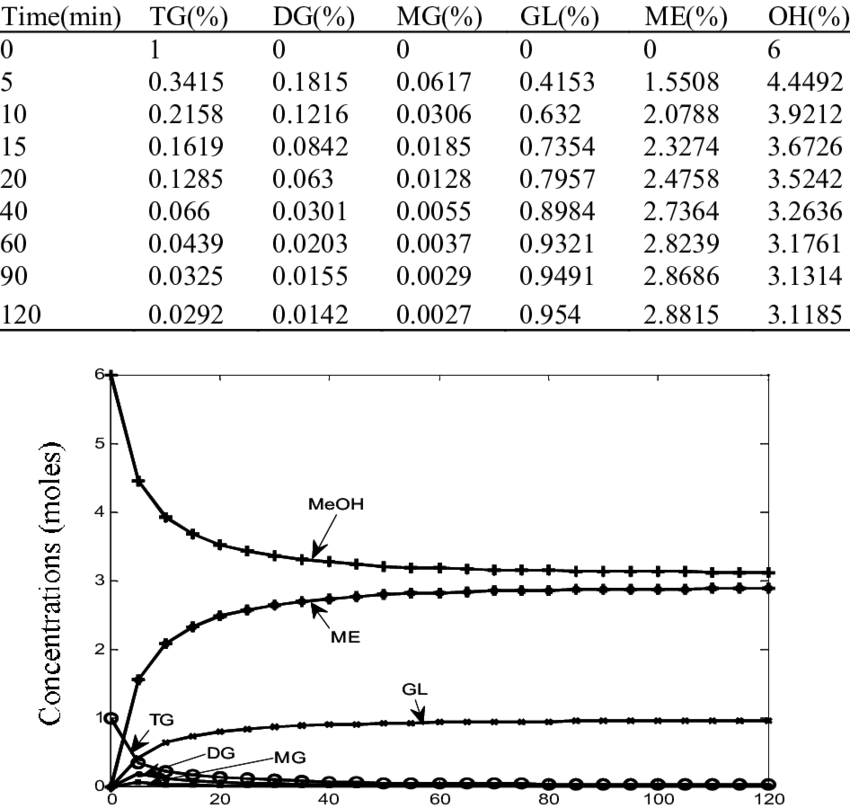 Time(min) TG(%) DG(%) MG(%) GL(%) ME(%) OH(%)
0 1 0 0 0 0 6
5 0.3415 0.1815 0.0617 0.4153 1.5508 4.4492
10 0.2158 0.1216 0.0306 0.632 2.0788 3.9212
15 0.1619 0.0842 0.0185 0.7354 2.3274 3.6726
20 0.1285 0.063 0.0128 0.7957 2.4758 3.5242
40 0.066 0.0301 0.0055 0.8984 2.7364 3.2636
60 0.0439 0.0203 0.0037 0.9321 2.8239 3.1761
90 0.0325 0.0155 0.0029 0.9491 2.8686 3.1314
120 0.0292 0.0142 0.0027 0.954 2.8815 3.1185
Concentrations (moles)
6
5
4
3
2
1
0
MeOH
ME
GL
TG
DG
MG
0 20 40 60 80 100 120